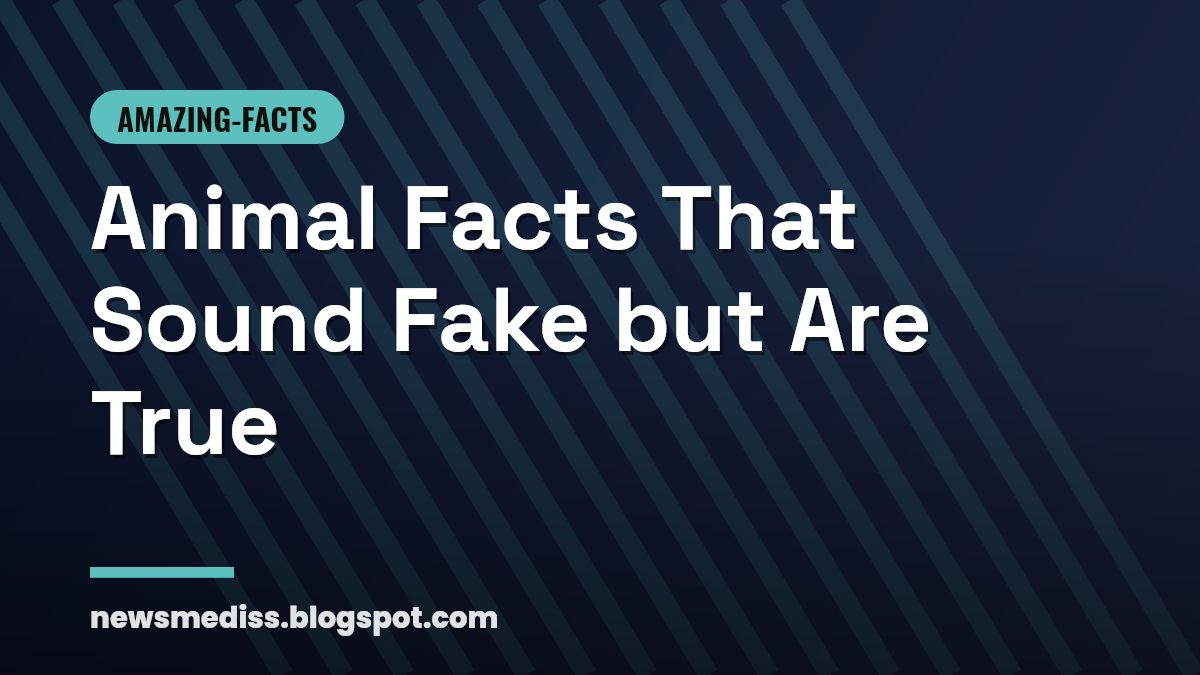 AMAZING-FACTS
Animal Facts That
Sound Fake but Are
True
newsmediss.blogspot.com